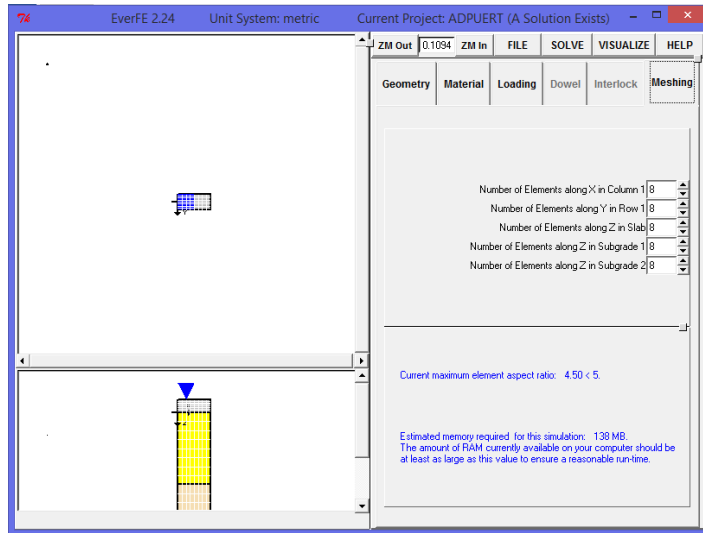 EverFE 2.24 Unit System: metric Current Project: ADPUERT (A Solution Exists)
ZM Out 0.1094 ZM In FILE SOLVE VISUALIZE HELP
Geometry Material Loading Dowel Interlock Meshing
Number of Elements along X in Column 1 8
Number of Elements along Y in Row 1 8
Number of Elements along Z in Slab 8
Number of Elements along Z in Subgrade 1 8
Number of Elements along Z in Subgrade 2 8
Current maximum element aspect ratio: 4.50 < 5.
Estimated memory required for this simulation: 138 MB.
The amount of RAM currently available on your computer should be
at least as large as this value to ensure a reasonable run-time.